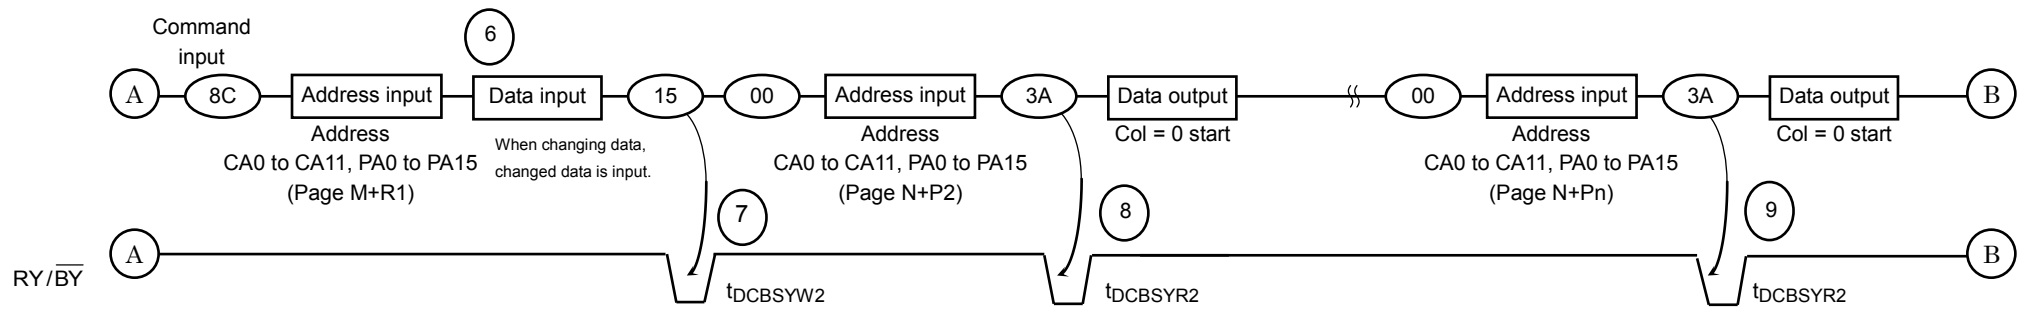 Command
input
6
A 8C Address input Data input 15 00 Address input 3A Data output 00 Address input 3A Data output B
Address
CA0 to CA11, PA0 to PA15
(Page M+R1)
When changing data,
changed data is input.
Address
CA0 to CA11, PA0 to PA15
(Page N+P2)
Col = 0 start
Address
CA0 to CA11, PA0 to PA15
(Page N+Pn)
Col = 0 start
7
8
9
A
B
RY/BY
tDCBSYW2
tDCBSYR2
tDCBSYR2